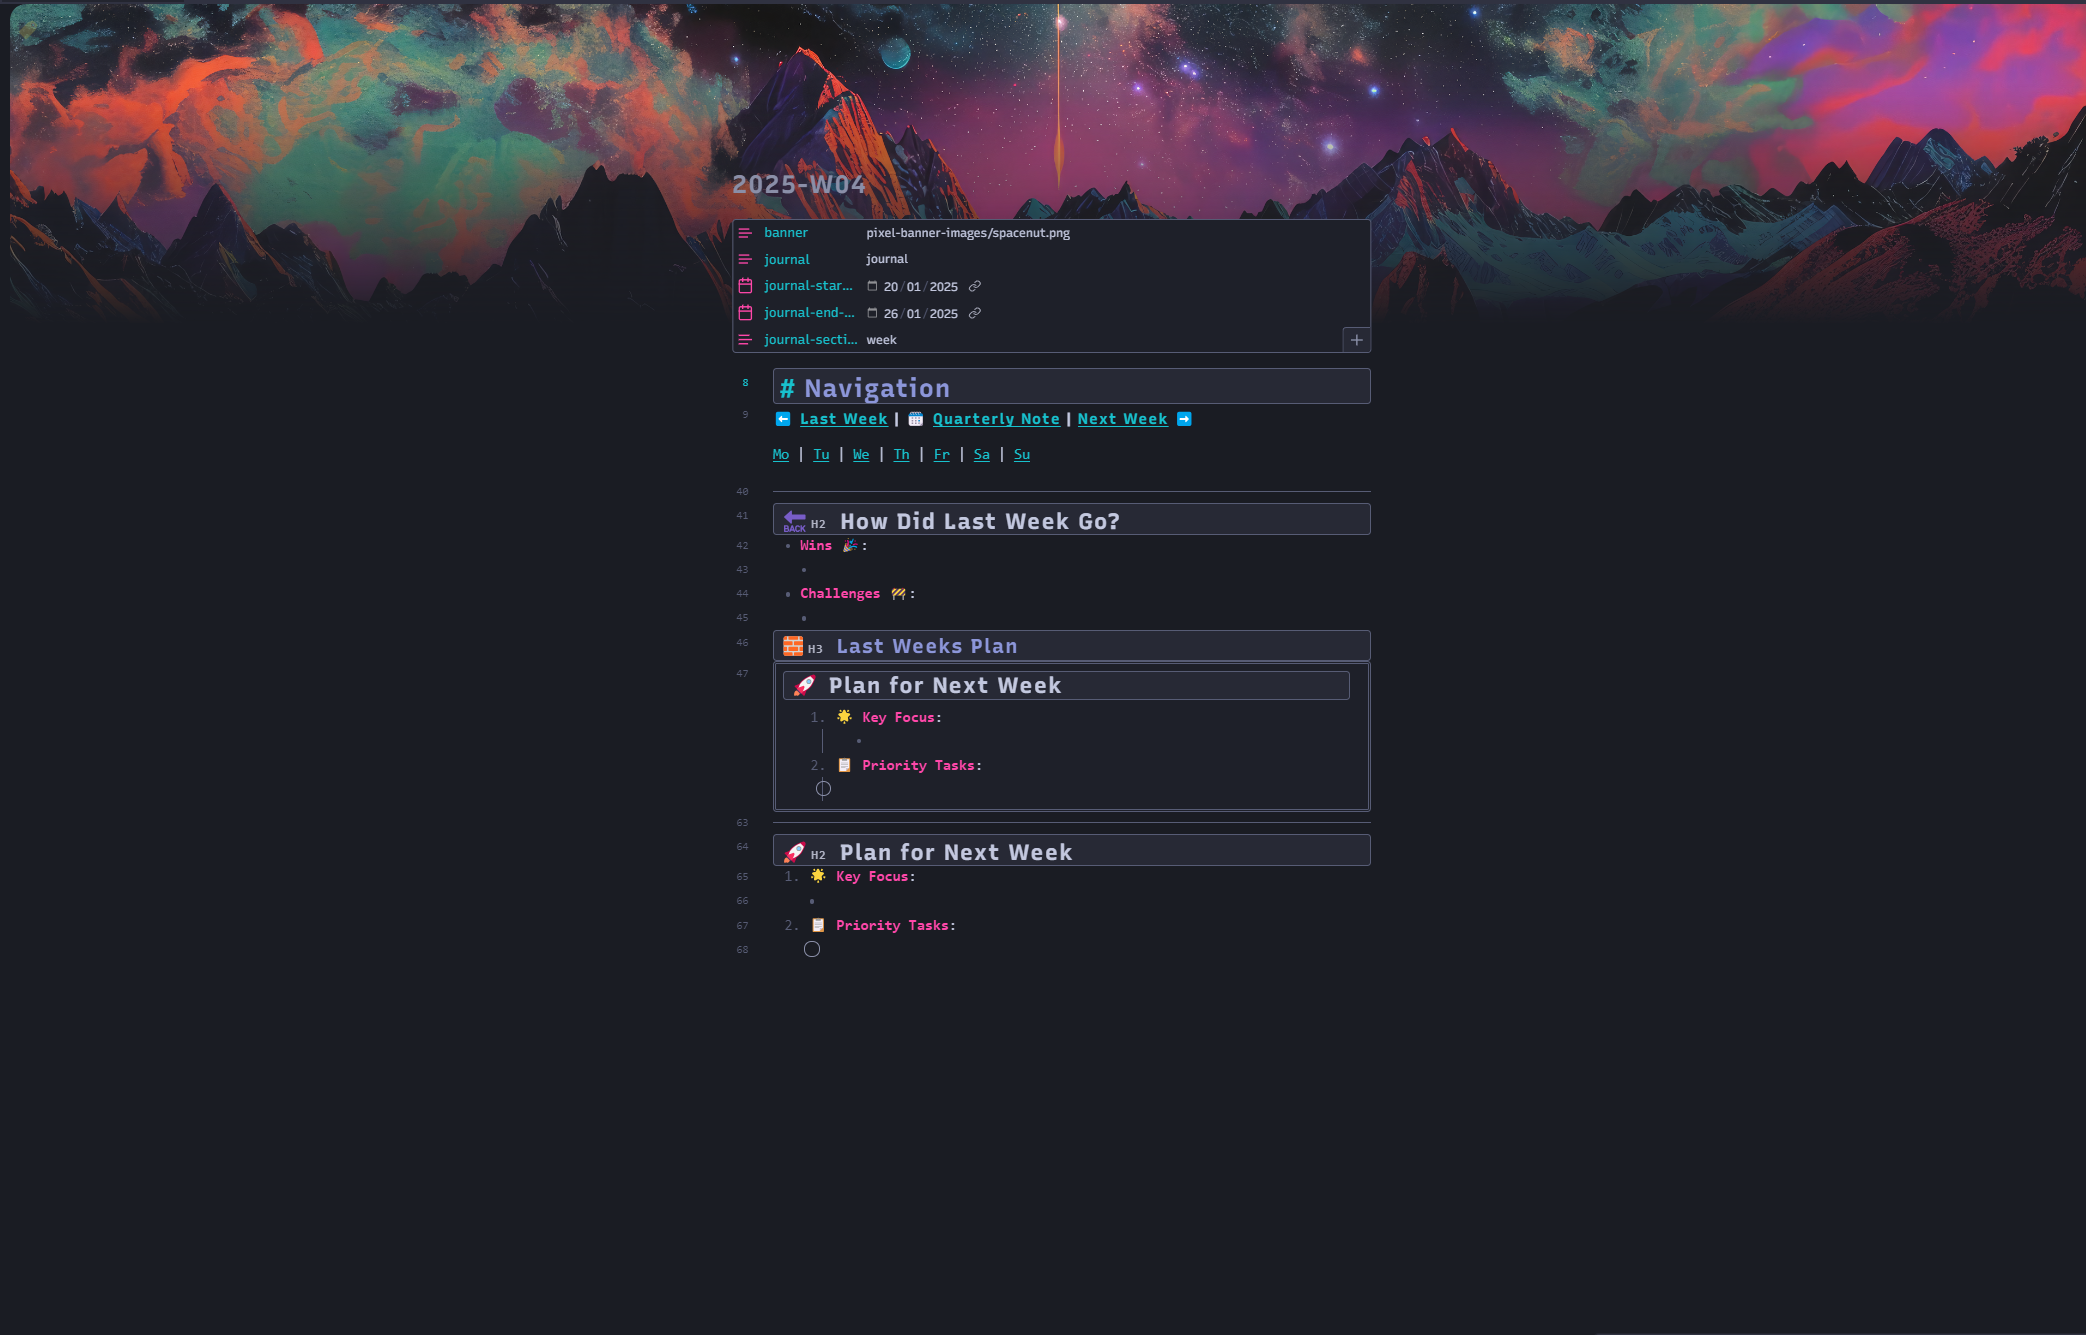 2025-W04
banner pixel-banner-images/spacenut.png
journal journal
journal-star... 20/01/2025
journal-end-... 26/01/2025
journal-secti... week
8 # Navigation
9 ⬅️ Last Week | 🗓️ Quarterly Note | Next Week ➡️
Mo | Tu | We | Th | Fr | Sa | Su
40
41 🔙 H2 How Did Last Week Go?
42 • Wins 🎉:
43 •
44 • Challenges 🚧:
45 •
46 🧱 H3 Last Weeks Plan
47 🚀 Plan for Next Week
1. 🌟 Key Focus:
•
2. 📋 Priority Tasks:
63
64 🚀 H2 Plan for Next Week
65 1. 🌟 Key Focus:
66 •
67 2. 📋 Priority Tasks:
68